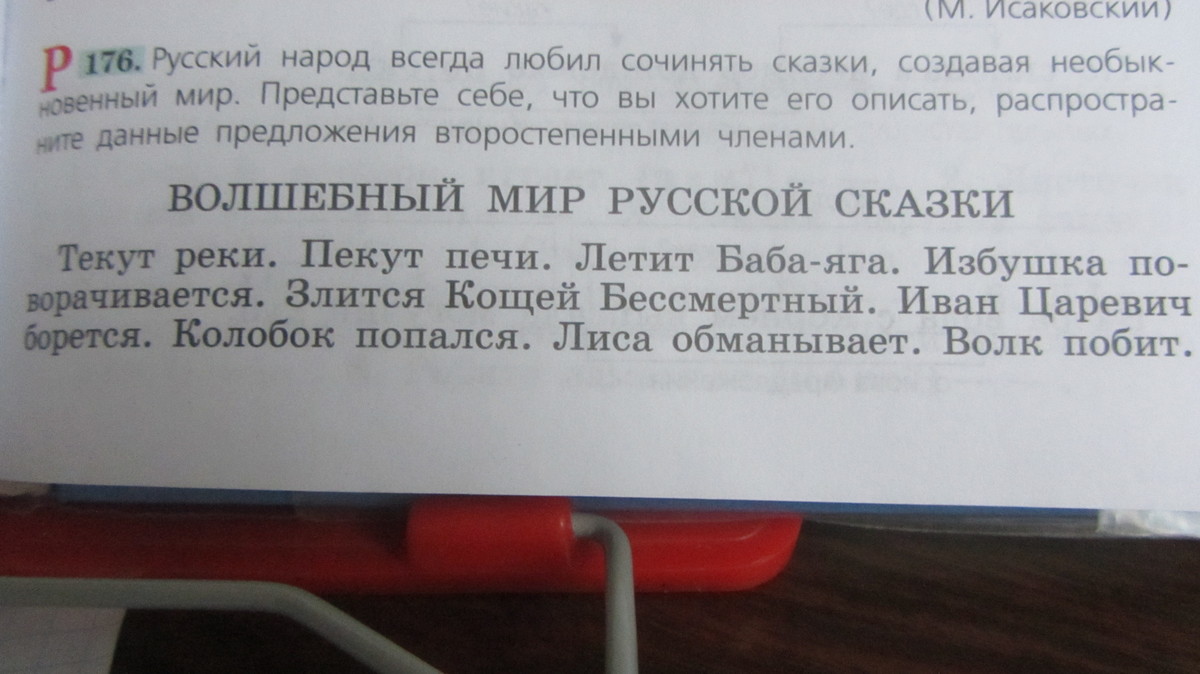 (М. Исаковский)
Р 176. Русский народ всегда любил сочинять сказки, создавая необык-
новенный мир. Представьте себе, что вы хотите его описать, распростра-
ните данные предложения второстепенными членами.
ВОЛШЕБНЫЙ МИР РУССКОЙ СКАЗКИ
Текут реки. Пекут печи. Летит Баба-яга. Избушка по-
ворачивается. Злится Кощей Бессмертный. Иван Царевич
борется. Колобок попался. Лиса обманывает. Волк побит.